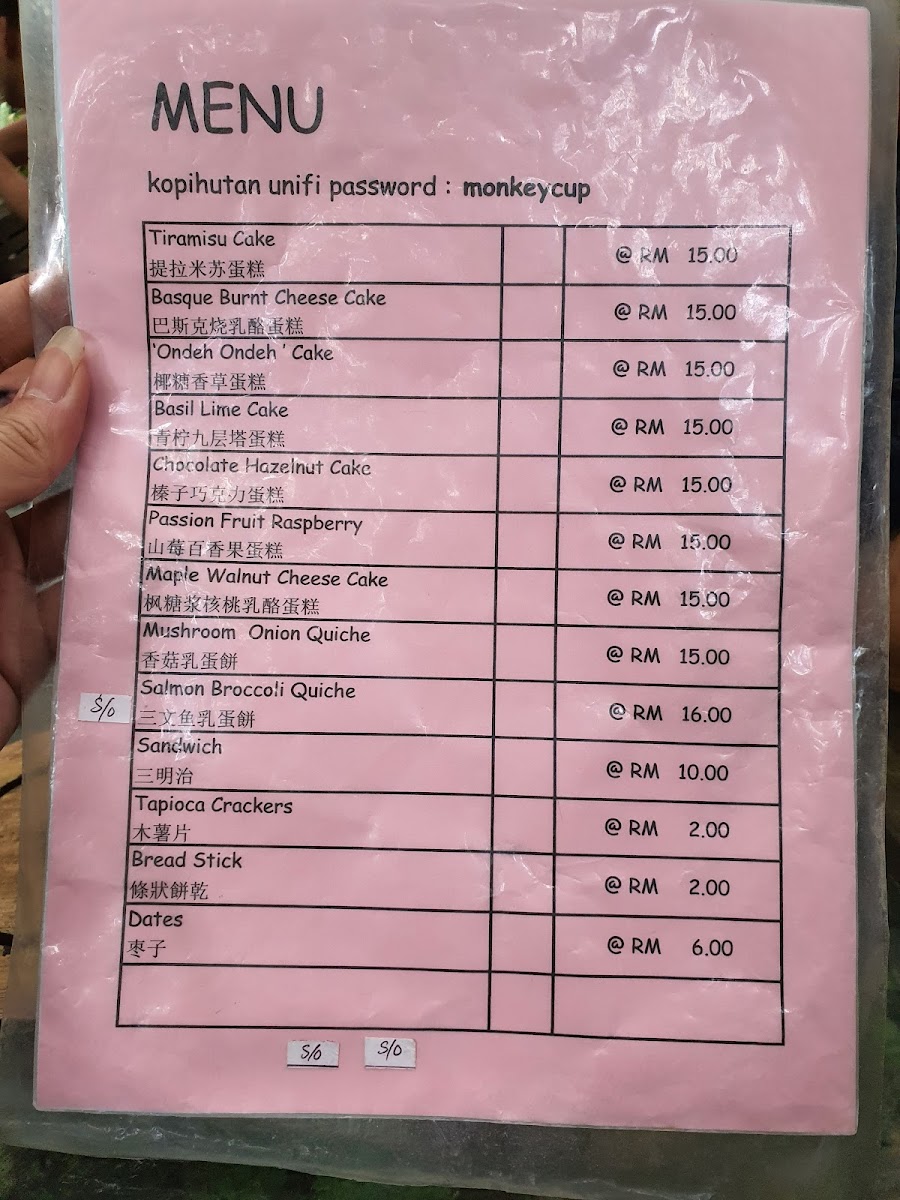 MENU
kopihutan unifi password : monkeycup
Tiramisu Cake
提拉米苏蛋糕
@ RM 15.00
Basque Burnt Cheese Cake
巴斯克烧乳酪蛋糕
@ RM 15.00
‘Ondeh Ondeh ’ Cake
椰糖香草蛋糕
@ RM 15.00
Basil Lime Cake
青柠九层塔蛋糕
@ RM 15.00
Chocolate Hazelnut Cake
榛子巧克力蛋糕
@ RM 15.00
Passion Fruit Raspberry
山莓百香果蛋糕
@ RM 15.00
Maple Walnut Cheese Cake
枫糖浆核桃乳酪蛋糕
@ RM 15.00
Mushroom Onion Quiche
香菇乳蛋餅
@ RM 15.00
Salmon Broccoli Quiche
S/O
三文鱼乳蛋餅
@ RM 16.00
Sandwich
三明治
@ RM 10.00
Tapioca Crackers
木薯片
@ RM 2.00
Bread Stick
條狀餅乾
@ RM 2.00
Dates
枣子
@ RM 6.00
S/O S/O